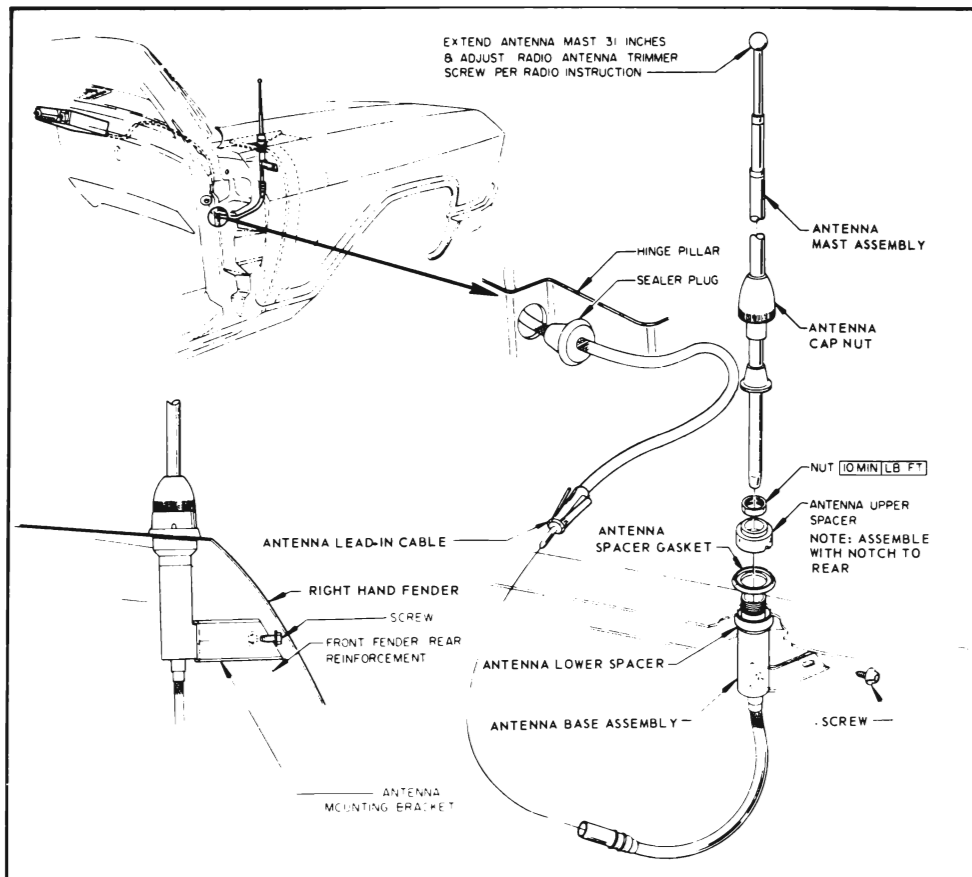 EXTEND ANTENNA MAST 31 INCHES
& ADJUST RADIO ANTENNA TRIMMER
SCREW PER RADIO INSTRUCTION
ANTENNA
MAST ASSEMBLY
HINGE PILLAR
SEALER PLUG
ANTENNA
CAP NUT
NUT 10 MIN LB FT
ANTENNA UPPER
SPACER
NOTE: ASSEMBLE
WITH NOTCH TO
REAR
ANTENNA LEAD-IN CABLE
ANTENNA
SPACER GASKET
RIGHT HAND FENDER
SCREW
FRONT FENDER REAR
REINFORCEMENT
ANTENNA LOWER SPACER
ANTENNA BASE ASSEMBLY
SCREW
ANTENNA
MOUNTING BRACKET